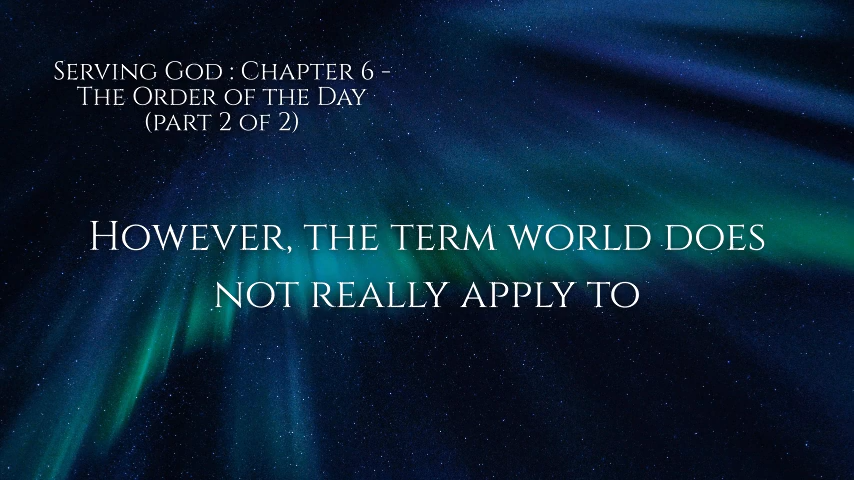 Serving God : Chapter 6 -
The Order of the Day
(part 2 of 2)
However, the term world does
not really apply to